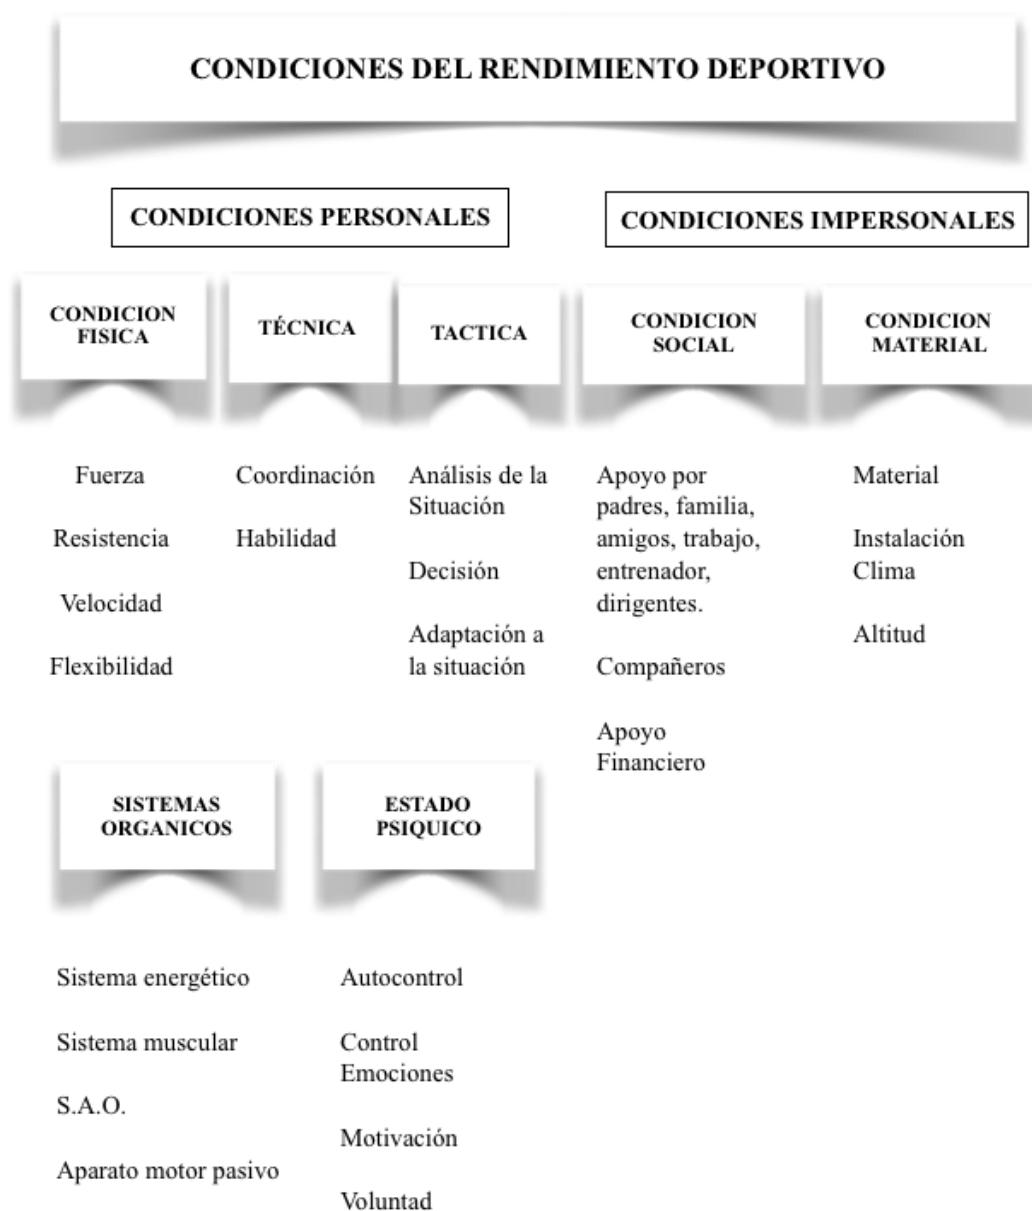 CONDICIONES DEL RENDIMIENTO DEPORTIVO
CONDICIONES PERSONALES
CONDICIONES IMPERSONALES
CONDICION
FISICA
TÉCNICA
TACTICA
CONDICION
SOCIAL
CONDICION
MATERIAL
Fuerza
Resistencia
Velocidad
Flexibilidad
Coordinación
Habilidad
Análisis de la
Situación
Decisión
Adaptación a
la situación
Apoyo por
padres, familia,
amigos, trabajo,
entrenador,
dirigentes.
Compañeros
Apoyo
Financiero
Material
Instalación
Clima
Altitud
SISTEMAS
ORGANICOS
ESTADO
PSIQUICO
Sistema energético
Sistema muscular
S.A.O.
Aparato motor pasivo
Autocontrol
Control
Emociones
Motivación
Voluntad